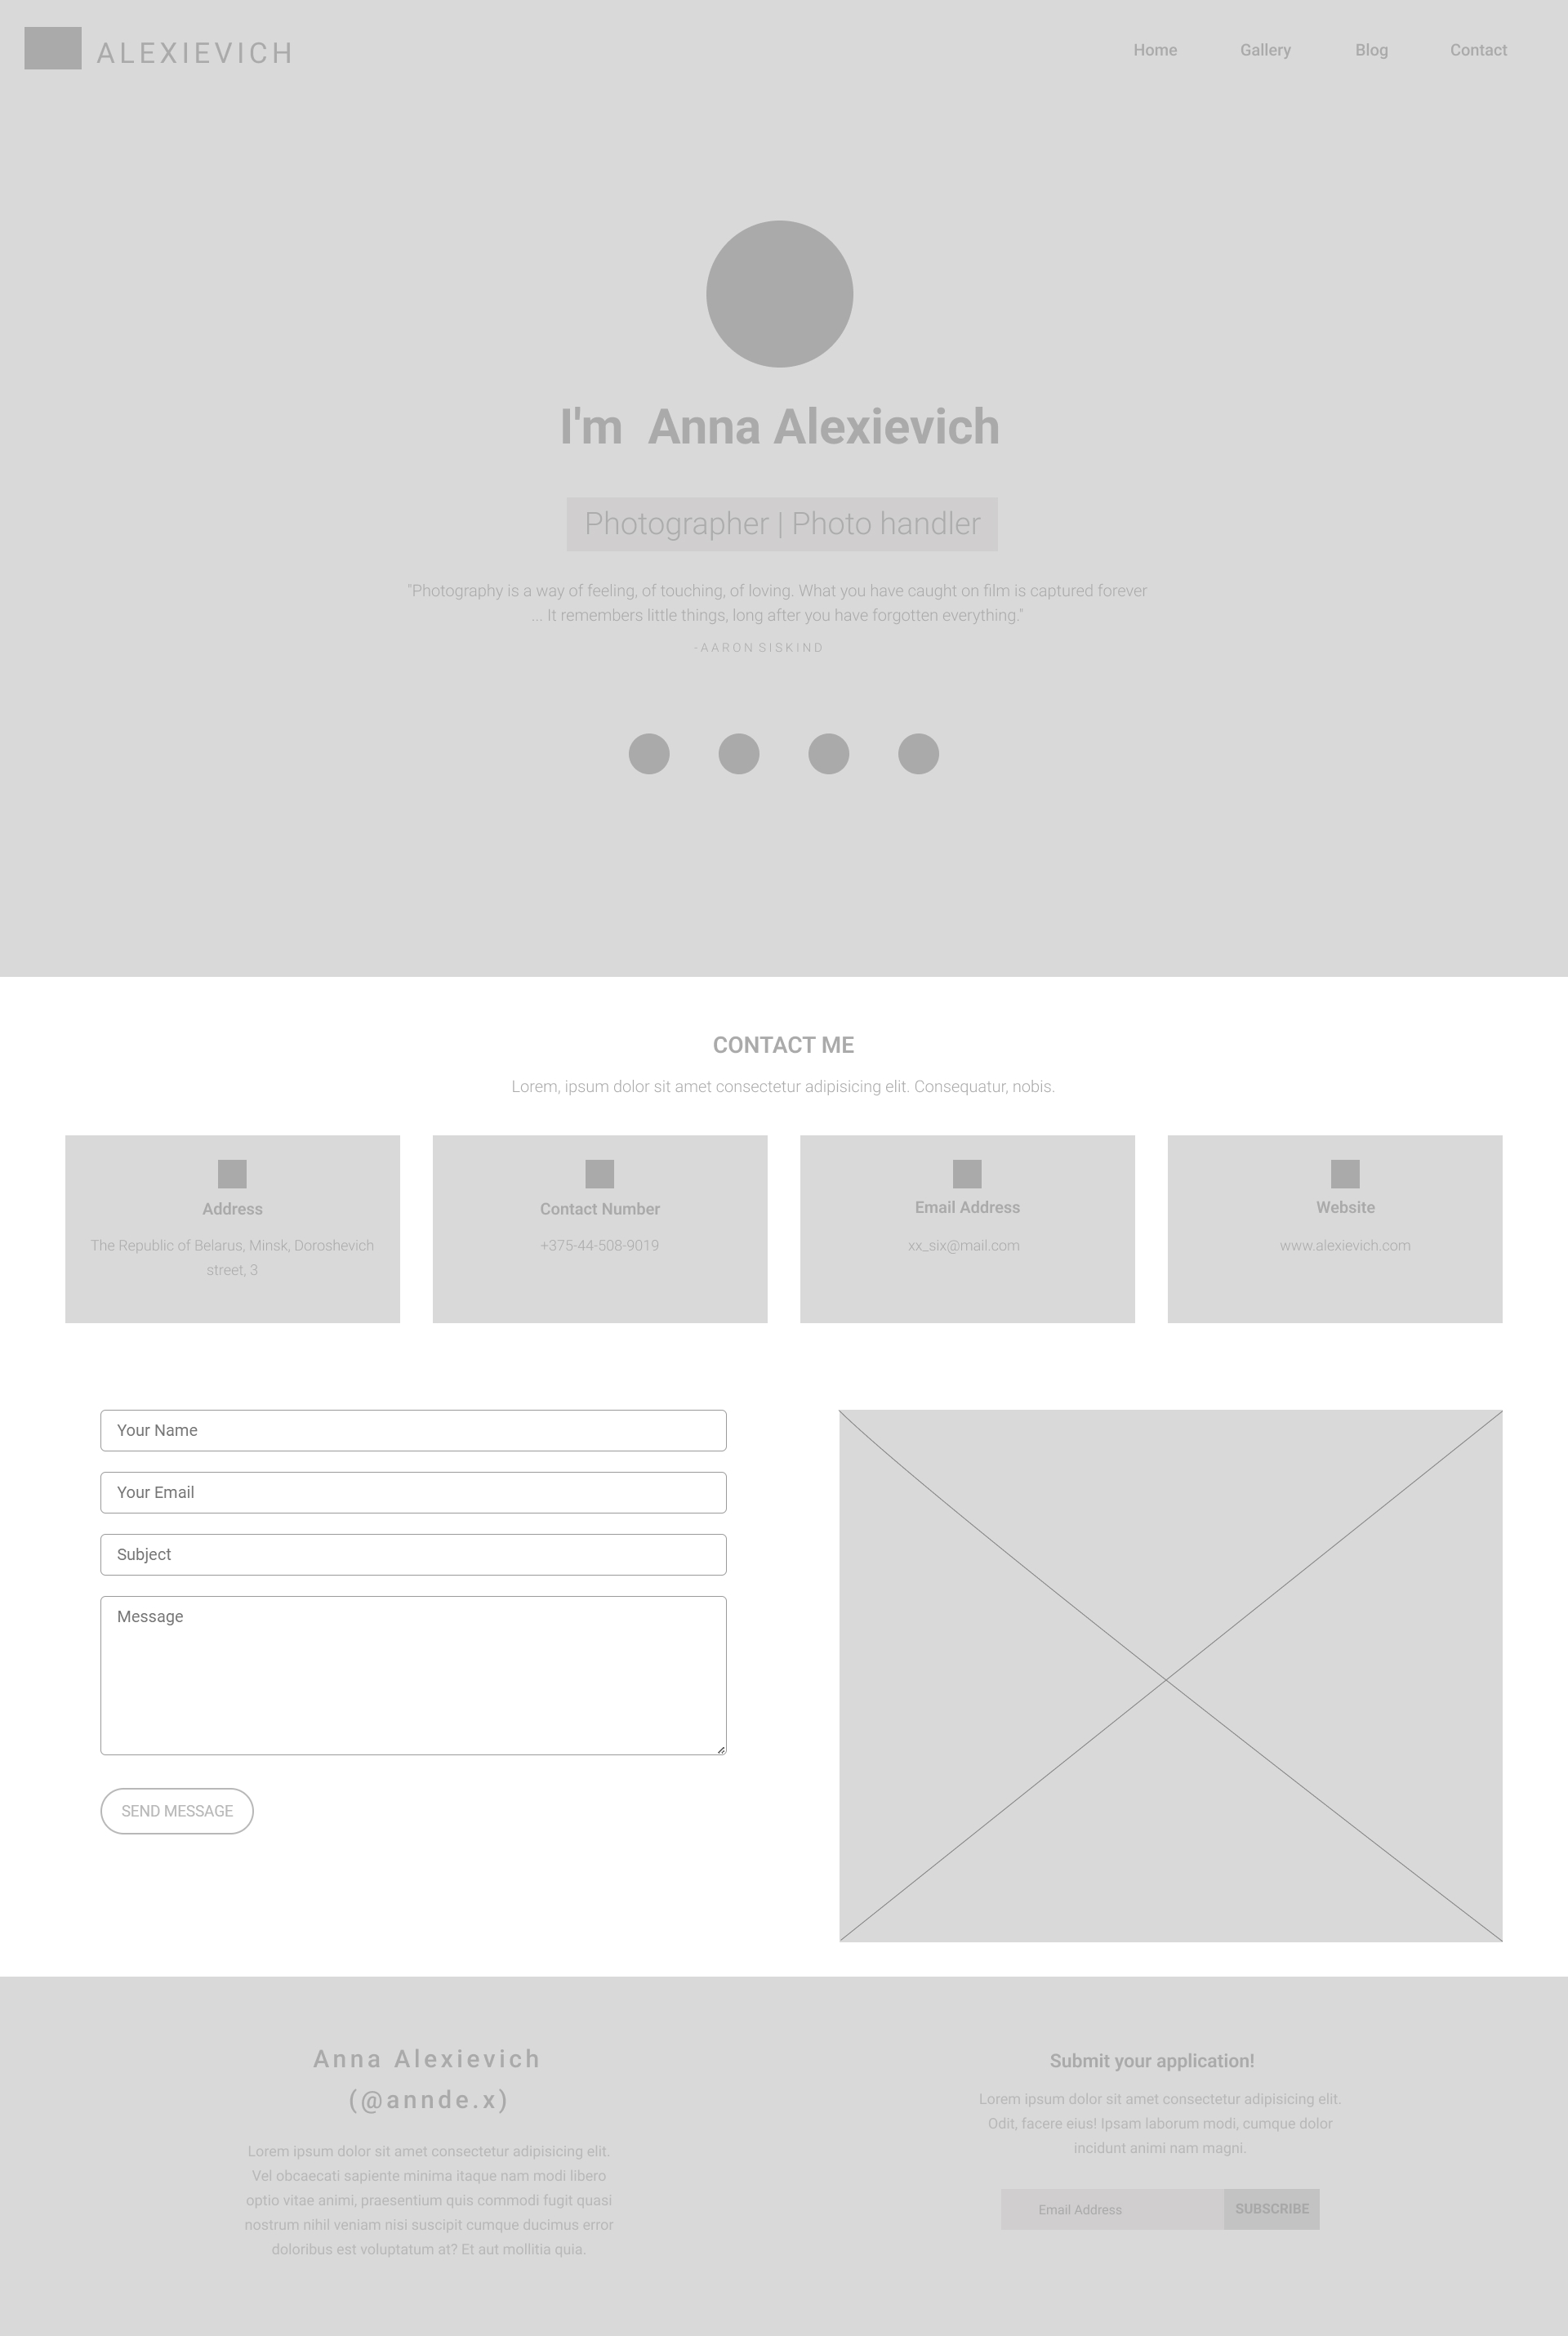 ALEXIEVICH
Home Gallery Blog Contact
I'm Anna Alexievich
Photographer | Photo handler
"Photography is a way of feeling, of touching, of loving. What you have caught on film is captured forever
... It remembers little things, long after you have forgotten everything."
-AARON SISKIND
CONTACT ME
Lorem, ipsum dolor sit amet consectetur adipisicing elit. Consequatur, nobis.
Address
The Republic of Belarus, Minsk, Doroshevich
street, 3
Contact Number
+375-44-508-9019
Email Address
xx_six@mail.com
Website
www.alexievich.com
Your Name
Your Email
Subject
Message
SEND MESSAGE
Anna Alexievich
(@annde.x)
Lorem ipsum dolor sit amet consectetur adipisicing elit.
Vel obcaecati sapiente minima itaque nam modi libero
optio vitae animi, praesentium quis commodi fugit quasi
nostrum nihil veniam nisi suscipit cumque ducimus error
doloribus est voluptatum at? Et aut mollitia quia.
Submit your application!
Lorem ipsum dolor sit amet consectetur adipisicing elit.
Odit, facere eius! Ipsam laborum modi, cumque dolor
incidunt animi nam magni.
Email Address
SUBSCRIBE